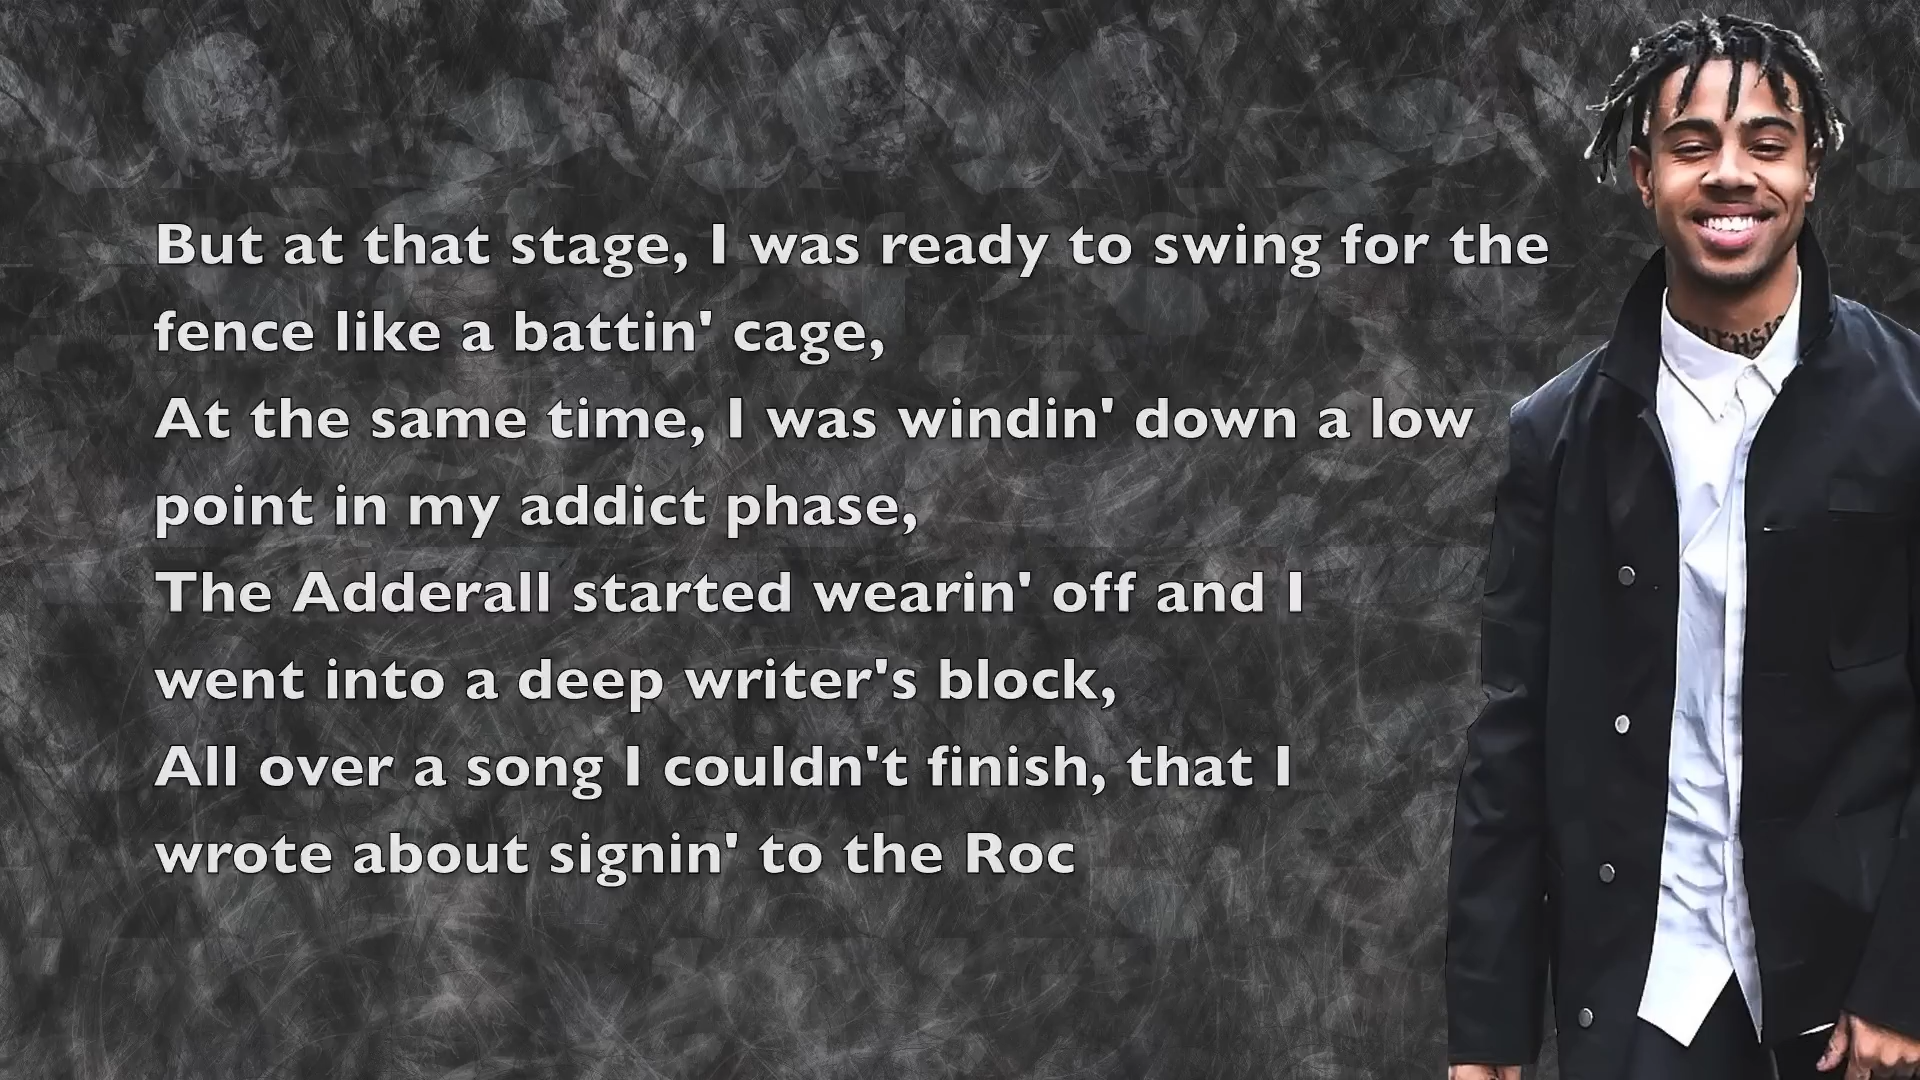 But at that stage, I was ready to swing for the
fence like a battin' cage,
At the same time, I was windin' down a low
point in my addict phase,
The Adderall started wearin' off and I
went into a deep writer's block,
All over a song I couldn't finish, that I
wrote about signin' to the Roc